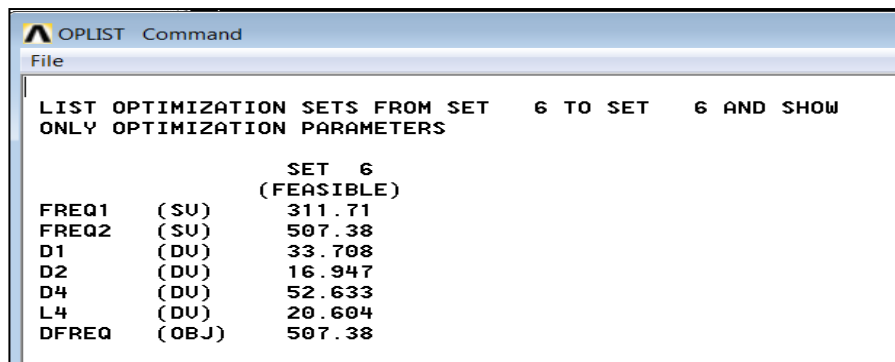 OPLIST Command
File
LIST OPTIMIZATION SETS FROM SET 6 TO SET 6 AND SHOW
ONLY OPTIMIZATION PARAMETERS
SET 6
(FEASIBLE)
FREQ1 (SV) 311.71
FREQ2 (SV) 507.38
D1 (DV) 33.708
D2 (DV) 16.947
D4 (DV) 52.633
L4 (DV) 20.604
DFREQ (OBJ) 507.38